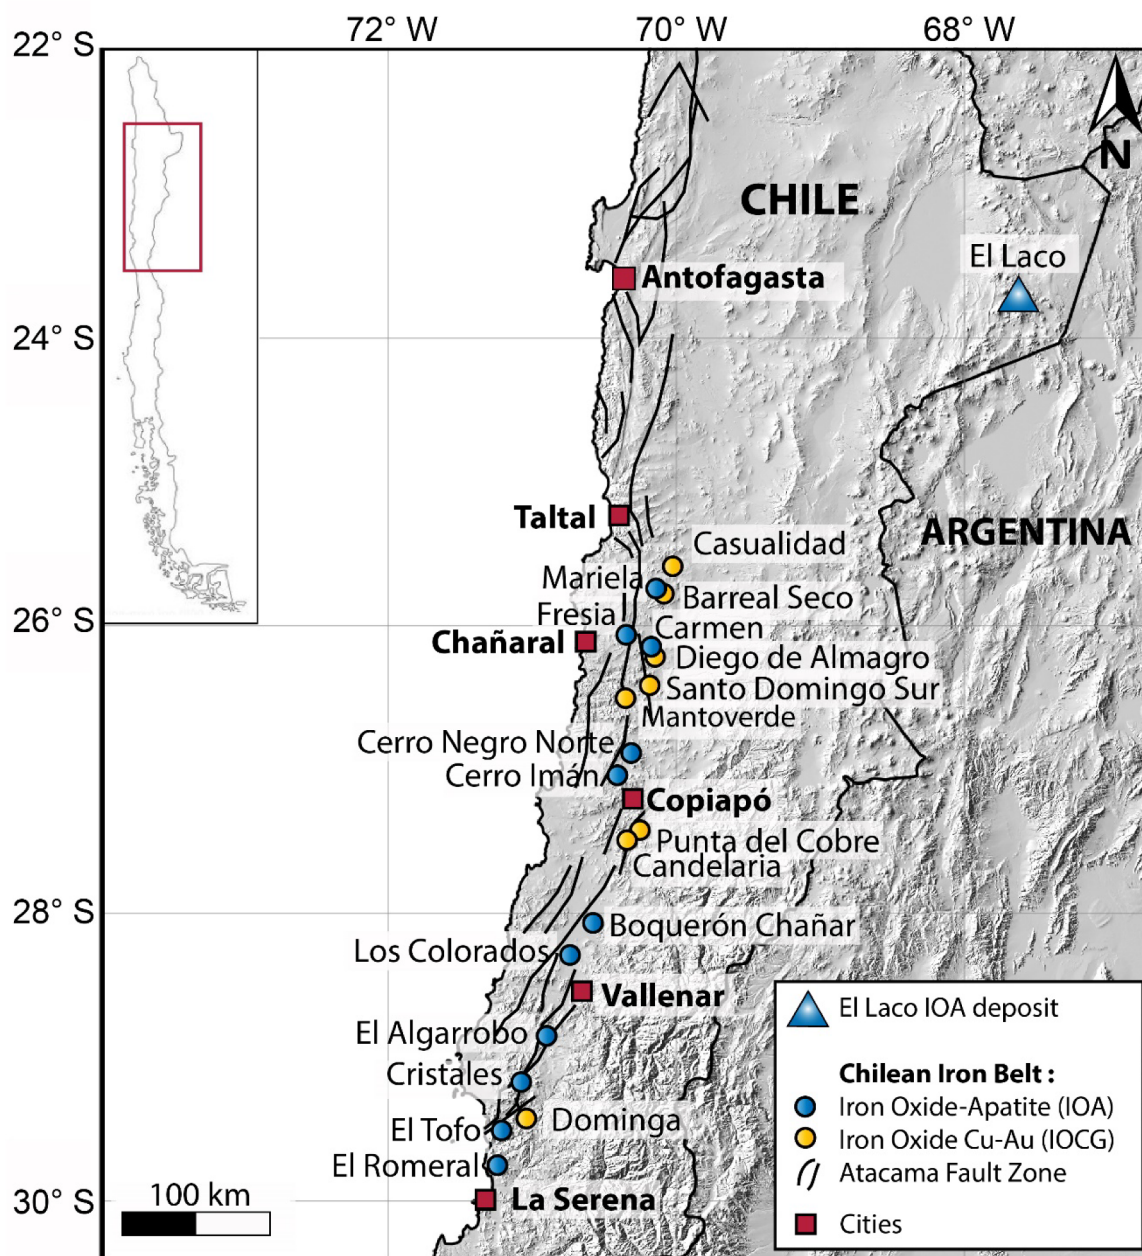 72° W
70° W
68° W
22° S
N
CHILE
El Laco
Antofagasta
24° S
Taltal
ARGENTINA
Casualidad
Mariela
Barreal Seco
Fresia
26° S
Carmen
Chañaral
Diego de Almagro
Santo Domingo Sur
Mantoverde
Cerro Negro Norte
Cerro Imán
Copiapó
Punta del Cobre
Candelaria
28° S
Boquerón Chañar
Los Colorados
Vallenar
El Algarrobo
Cristales
Dominga
El Tofo
El Romeral
La Serena
30° S
100 km
El Laco IOA deposit
Chilean Iron Belt :
Iron Oxide-Apatite (IOA)
Iron Oxide Cu-Au (IOCG)
Atacama Fault Zone
Cities